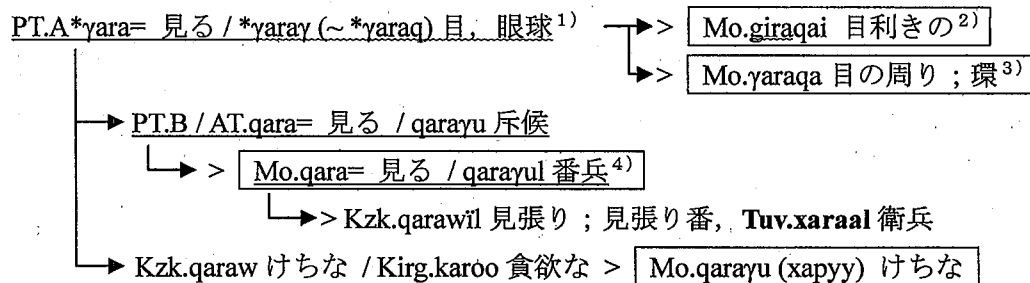 PT.A*γara= 見る / *γaraγ (~ *γaraq) 目, 眼球1) > Mo.giraqai 目利きの2)
> Mo.γaraqa 目の周り ; 環3)
PT.B / AT.qara= 見る / qaraγu 斥候
> Mo.qara= 見る / qaraγul 番兵4)
> Kzk.qarawïl 見張り ; 見張り番, Tuv.xaraal 衛兵
Kzk.qaraw けちな / Kirg.karoo 貪欲な > Mo.qaraγu (xapyy) けちな